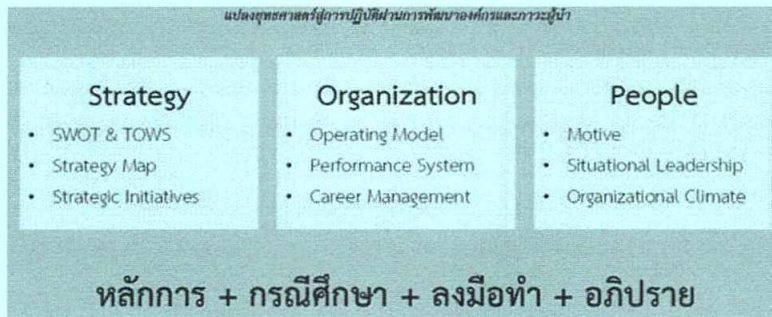 แปลงยุทธศาสตร์สู่การปฏิบัติผ่านการพัฒนาองค์กรและภาวะผู้นำ
Strategy
• SWOT & TOWS
• Strategy Map
• Strategic Initiatives
Organization
• Operating Model
• Performance System
• Career Management
People
• Motive
• Situational Leadership
• Organizational Climate
หลักการ + กรณีศึกษา + ลงมือทำ + อภิปราย